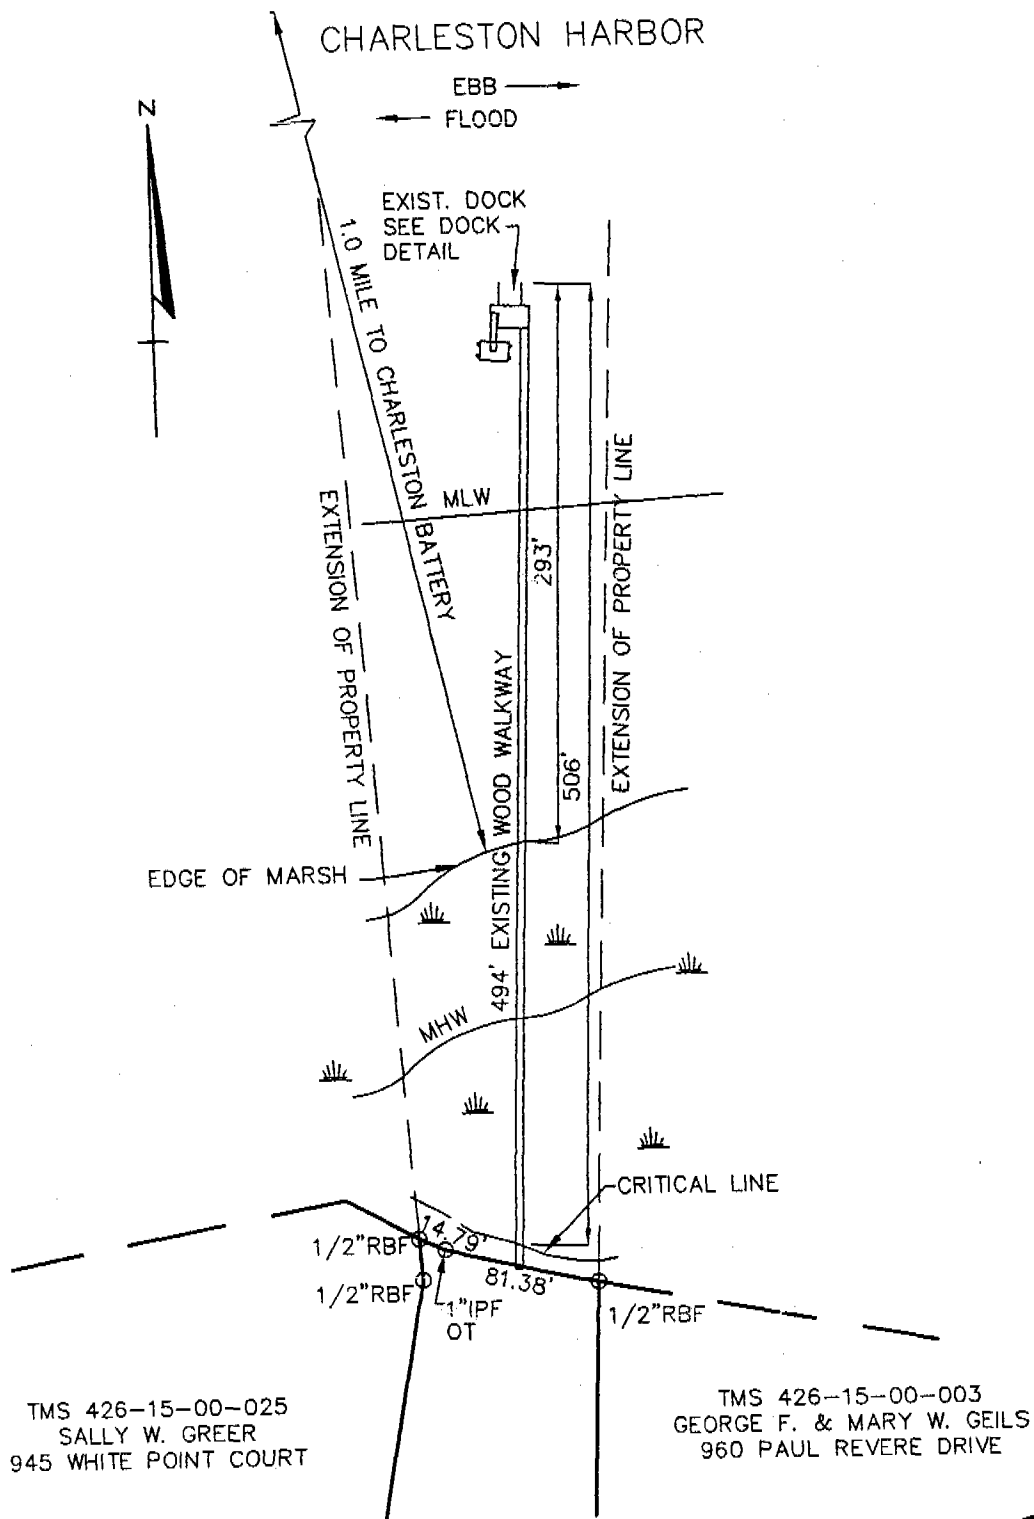 CHARLESTON HARBOR
EBB
FLOOD
N
EXIST. DOCK
SEE DOCK
DETAIL
1.0 MILE TO CHARLESTON BATTERY
MLW
EXTENSION OF PROPERTY LINE
293'
EXTENSION OF PROPERTY LINE
494' EXISTING WOOD WALKWAY
506'
EDGE OF MARSH
MHW
CRITICAL LINE
14.79'
1/2"RBF
1/2"RBF
81.38'
1"IPF
OT
1/2"RBF
TMS 426-15-00-025
SALLY W. GREER
945 WHITE POINT COURT
TMS 426-15-00-003
GEORGE F. & MARY W. GEILS
960 PAUL REVERE DRIVE